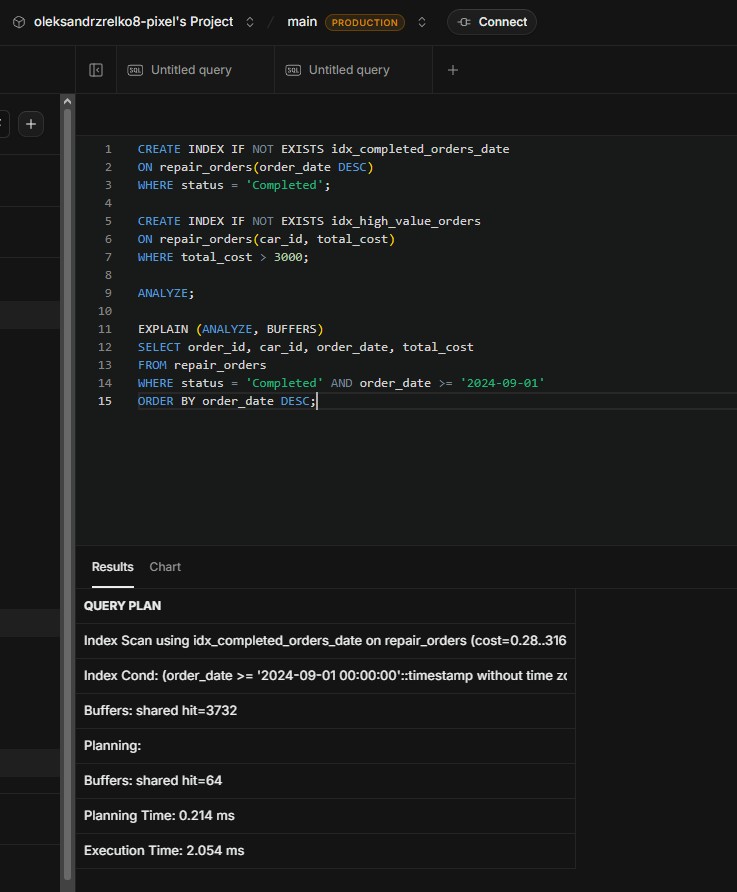 oleksandrzrelko8-pixel's Project / main PRODUCTION Connect
SQL Untitled query SQL Untitled query +
+
1 CREATE INDEX IF NOT EXISTS idx_completed_orders_date
2 ON repair_orders(order_date DESC)
3 WHERE status = 'Completed';
4
5 CREATE INDEX IF NOT EXISTS idx_high_value_orders
6 ON repair_orders(car_id, total_cost)
7 WHERE total_cost > 3000;
8
9 ANALYZE;
10
11 EXPLAIN (ANALYZE, BUFFERS)
12 SELECT order_id, car_id, order_date, total_cost
13 FROM repair_orders
14 WHERE status = 'Completed' AND order_date >= '2024-09-01'
15 ORDER BY order_date DESC;
Results Chart
QUERY PLAN
Index Scan using idx_completed_orders_date on repair_orders (cost=0.28..316
Index Cond: (order_date >= '2024-09-01 00:00:00'::timestamp without time
Buffers: shared hit=3732
Planning:
Buffers: shared hit=64
Planning Time: 0.214 ms
Execution Time: 2.054 ms